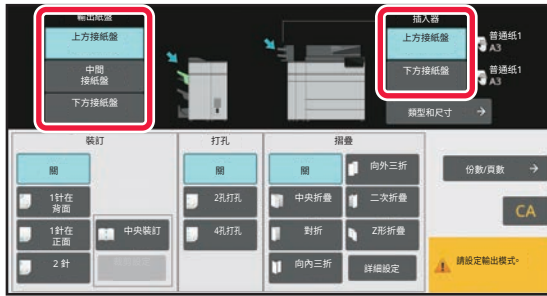 輸出紙盤
上方接紙盤
中間
接紙盤
下方接紙盤
插入器
上方接紙盤
普通紙1
A3
下方接紙盤
普通紙1
A3
類型和尺寸
裝訂
關
1針在
背面
1針在
正面
2 針
中央裝訂
打孔
關
2孔打孔
4孔打孔
摺疊
關
中央折疊
對折
向內三折
向外三折
二次折疊
Z形折疊
詳細設定
份數/頁數
CA
請設定輸出模式。